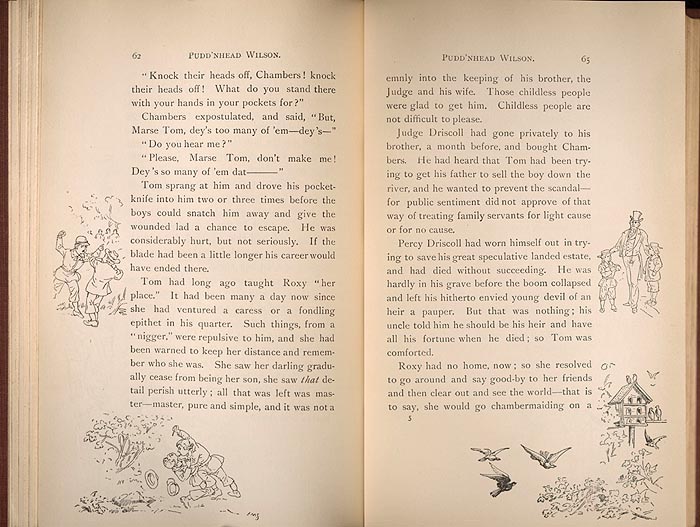 62 PUDD'NHEAD WILSON.
"Knock their heads off, Chambers! knock
their heads off! What do you stand there
with your hands in your pockets for?"
Chambers expostulated, and said, "But,
Marse Tom, dey's too many of 'em—dey's—"
"Do you hear me?"
"Please, Marse Tom, don't make me!
Dey's so many of 'em dat———"
Tom sprang at him and drove his pocket-
knife into him two or three times before the
boys could snatch him away and give the
wounded lad a chance to escape. He was
considerably hurt, but not seriously. If the
blade had been a little longer his career would
have ended there.
Tom had long ago taught Roxy "her
place." It had been many a day now since
she had ventured a caress or a fondling
epithet in his quarter. Such things, from a
"nigger," were repulsive to him, and she had
been warned to keep her distance and remem-
ber who she was. She saw her darling gradu-
ally cease from being her son, she saw that de-
tail perish utterly; all that was left was mas-
ter—master, pure and simple, and it was not a
PUDD'NHEAD WILSON. 65
emnly into the keeping of his brother, the
Judge and his wife. Those childless people
were glad to get him. Childless people are
not difficult to please.
Judge Driscoll had gone privately to his
brother, a month before, and bought Cham-
bers. He had heard that Tom had been try-
ing to get his father to sell the boy down the
river, and he wanted to prevent the scandal—
for public sentiment did not approve of that
way of treating family servants for light cause
or for no cause.
Percy Driscoll had worn himself out in try-
ing to save his great speculative landed estate,
and had died without succeeding. He was
hardly in his grave before the boom collapsed
and left his hitherto envied young devil of an
heir a pauper. But that was nothing; his
uncle told him he should be his heir and have
all his fortune when he died; so Tom was
comforted.
Roxy had no home, now; so she resolved
to go around and say good-by to her friends
and then clear out and see the world—that is
to say, she would go chambermaiding on a
5